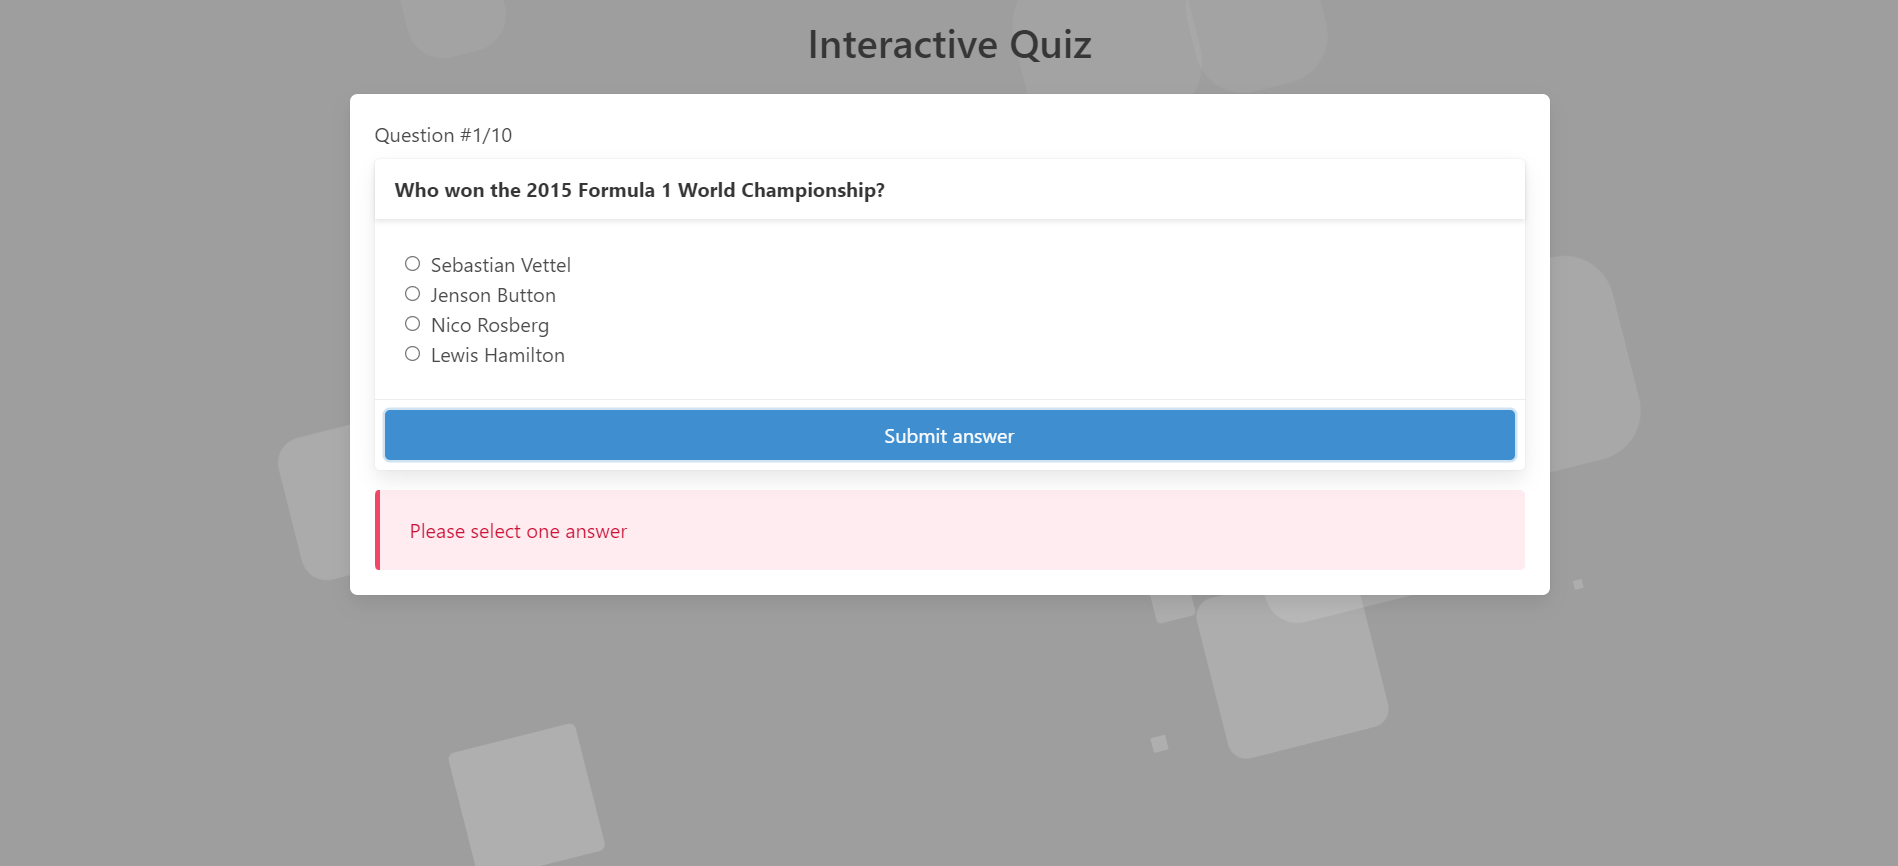 Interactive Quiz
Question #1/10
Who won the 2015 Formula 1 World Championship?
Sebastian Vettel
Jenson Button
Nico Rosberg
Lewis Hamilton
Submit answer
Please select one answer